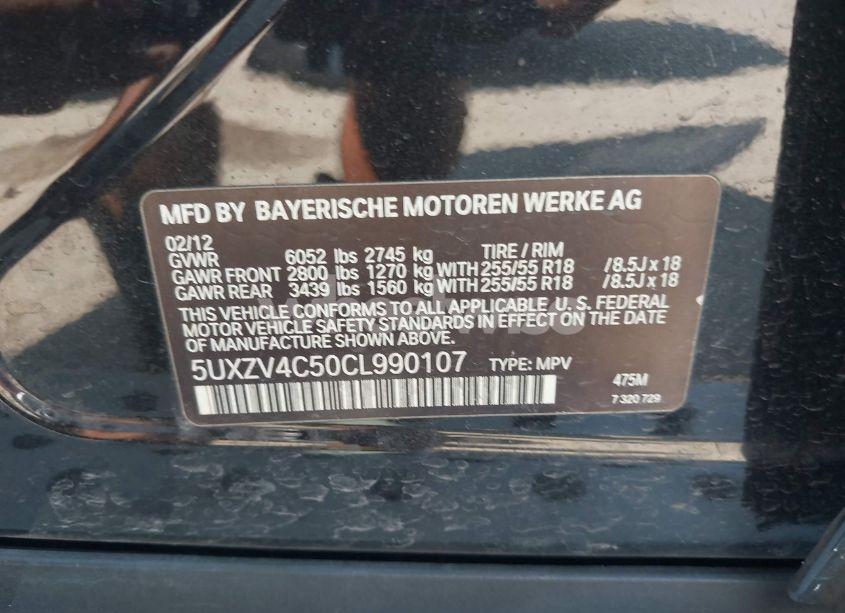 MFD BY BAYERISCHE MOTOREN WERKE AG
02/12
GVWR 6052 lbs 2745 kg TIRE / RIM
GAWR FRONT 2800 lbs 1270 kg WITH 255/55 R18 /8.5J x 18
GAWR REAR 3439 lbs 1560 kg WITH 255/55 R18 /8.5J x 18
THIS VEHICLE CONFORMS TO ALL APPLICABLE U. S. FEDERAL
MOTOR VEHICLE SAFETY STANDARDS IN EFFECT ON THE DATE
OF MANUFACTURE SHOWN ABOVE.
5UXZV4C50CL990107 TYPE: MPV
475M
7 320 729